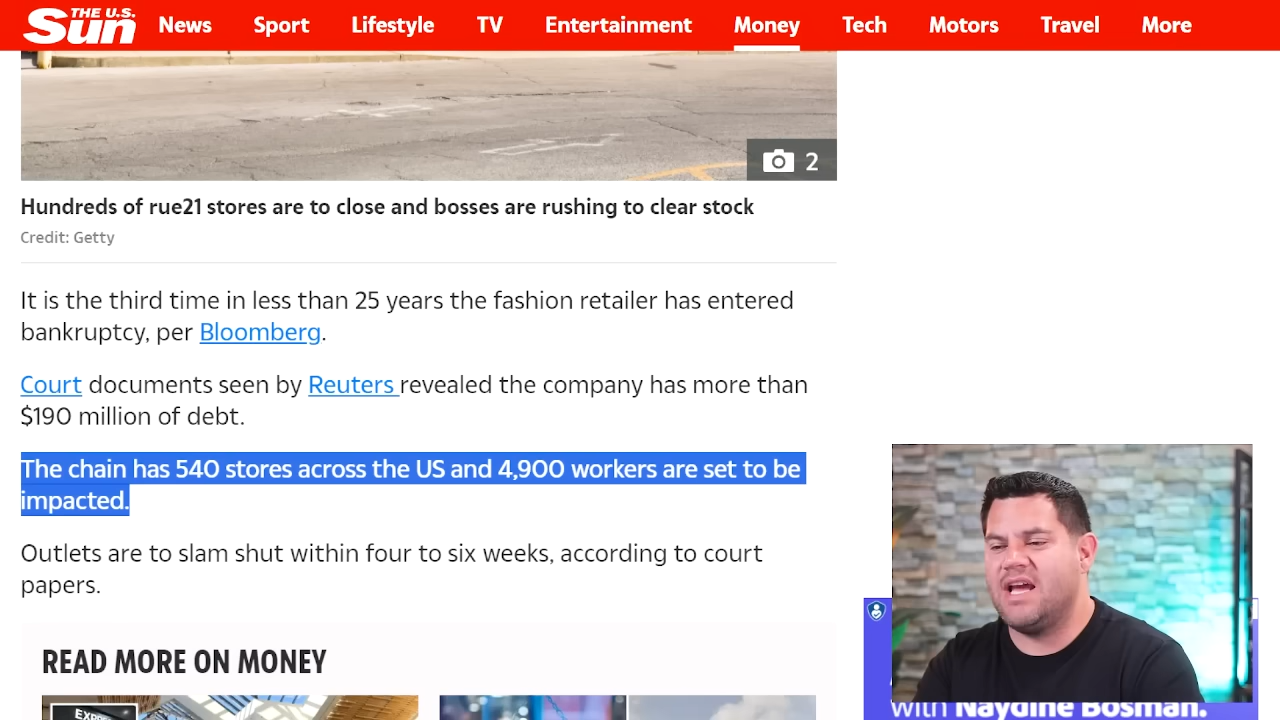 THE U.S.
Sun
News Sport Lifestyle TV Entertainment Money Tech Motors Travel More
2
Hundreds of rue21 stores are to close and bosses are rushing to clear stock
Credit: Getty
It is the third time in less than 25 years the fashion retailer has entered
bankruptcy, per Bloomberg.
Court documents seen by Reuters revealed the company has more than
$190 million of debt.
The chain has 540 stores across the US and 4,900 workers are set to be
impacted.
Outlets are to slam shut within four to six weeks, according to court
papers.
READ MORE ON MONEY
with Naydine Bosman.